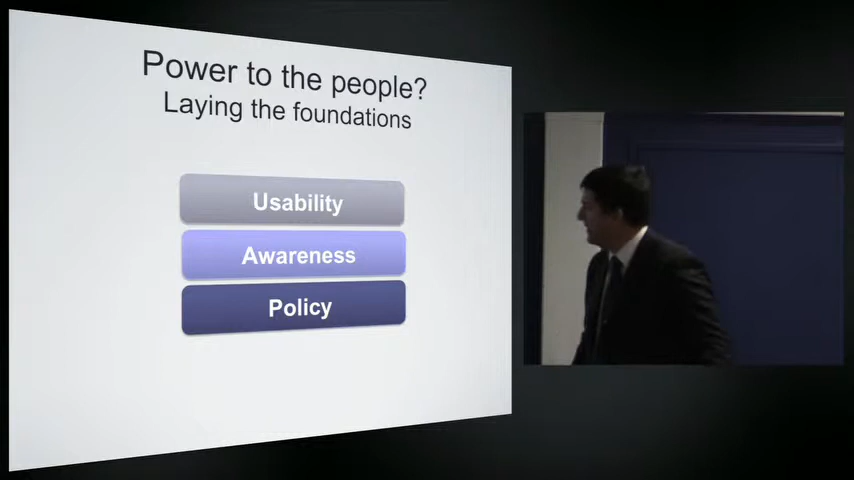 Power to the people?
Laying the foundations
Usability
Awareness
Policy